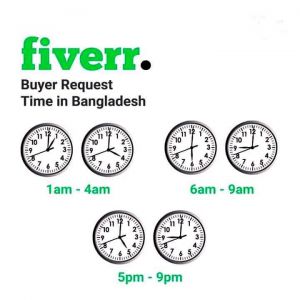 fiverr.
Buyer Request
Time in Bangladesh
1am - 4am
6am - 9am
5pm - 9pm